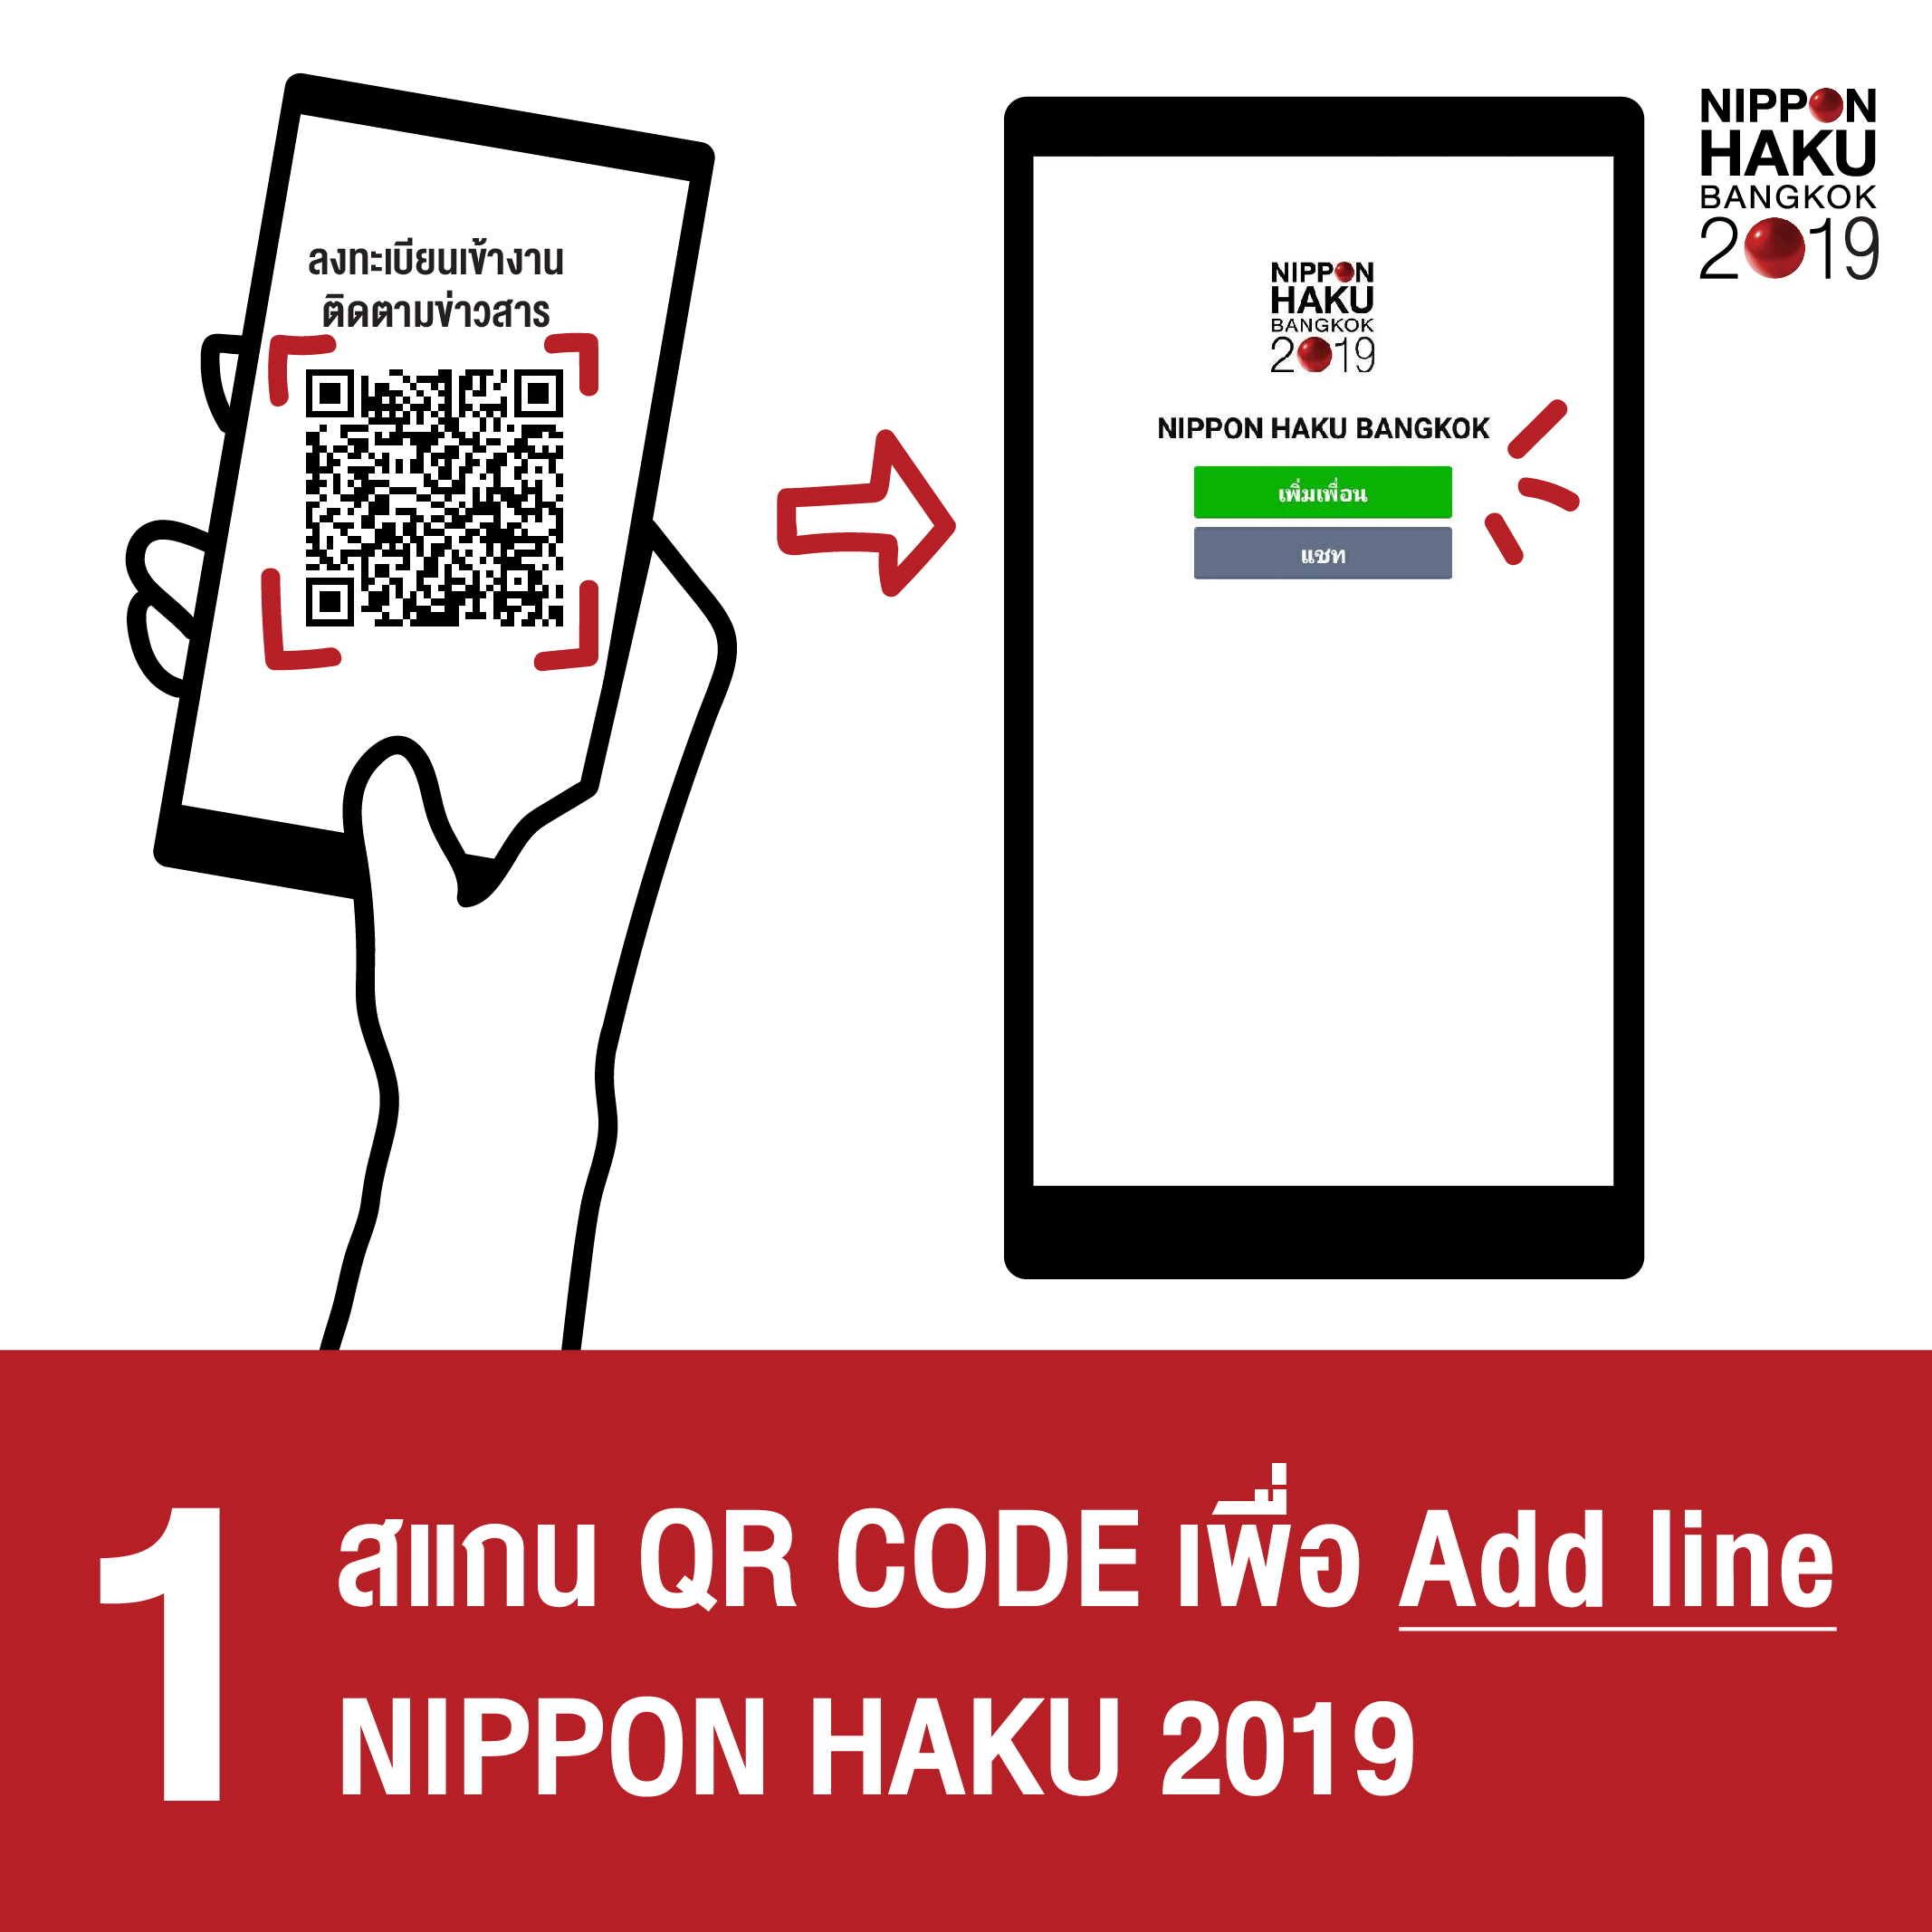 ลงทะเบียนเข้างาน
ติดตามข่าวสาร
NIPPON
HAKU
BANGKOK
2019
NIPPON HAKU BANGKOK
เพิ่มเพื่อน
แชท
NIPPON
HAKU
BANGKOK
2019
1
สแกน QR CODE เพื่อ Add line
NIPPON HAKU 2019